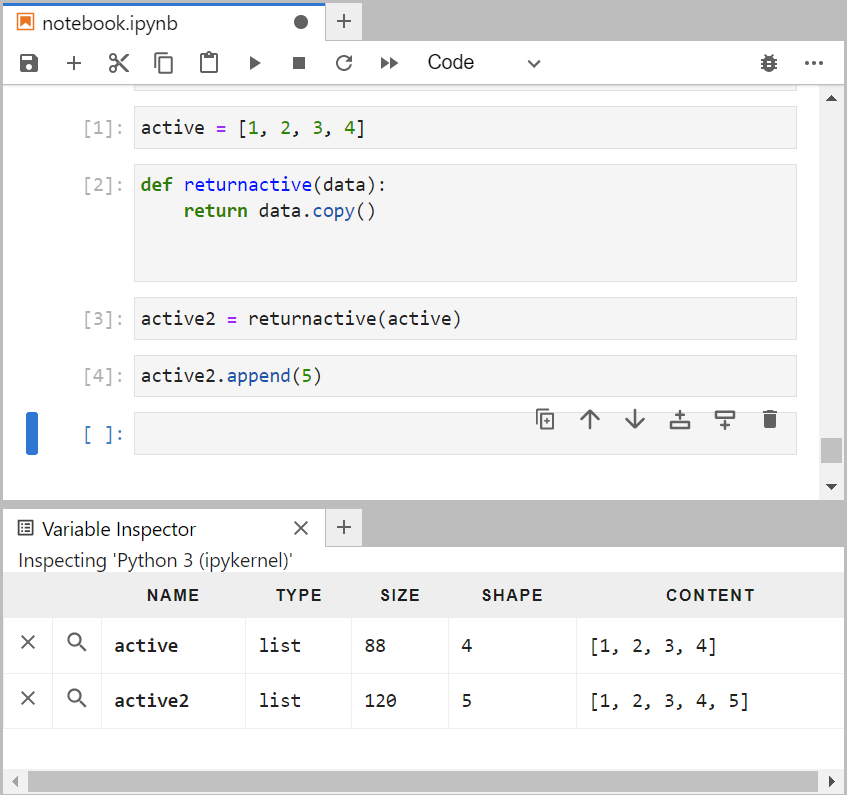 notebook.ipynb
Code
[1]: active = [1, 2, 3, 4]
[2]: def returnactive(data):
    return data.copy()
[3]: active2 = returnactive(active)
[4]: active2.append(5)
[ ]:
Variable Inspector
Inspecting 'Python 3 (ipykernel)'
NAME TYPE SIZE SHAPE CONTENT
active list 88 4 [1, 2, 3, 4]
active2 list 120 5 [1, 2, 3, 4, 5]